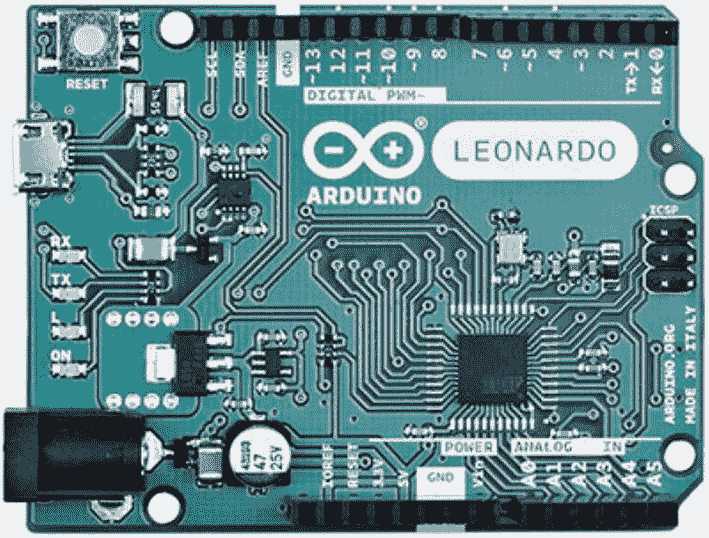 RESET
SCL
SDA
AREF
GND
~13
12
~11
~10
~9
8
7
~6
~5
4
~3
2
TX→1
RX←0
DIGITAL PWM~
ARDUINO
LEONARDO
ICSP
RX
TX
L
ON
ARDUINO.ORG
MADE IN ITALY
47
25V
IOREF
RESET
3.3V
5V
GND
Vin
POWER
ANALOG IN
A0
A1
A2
A3
A4
A5